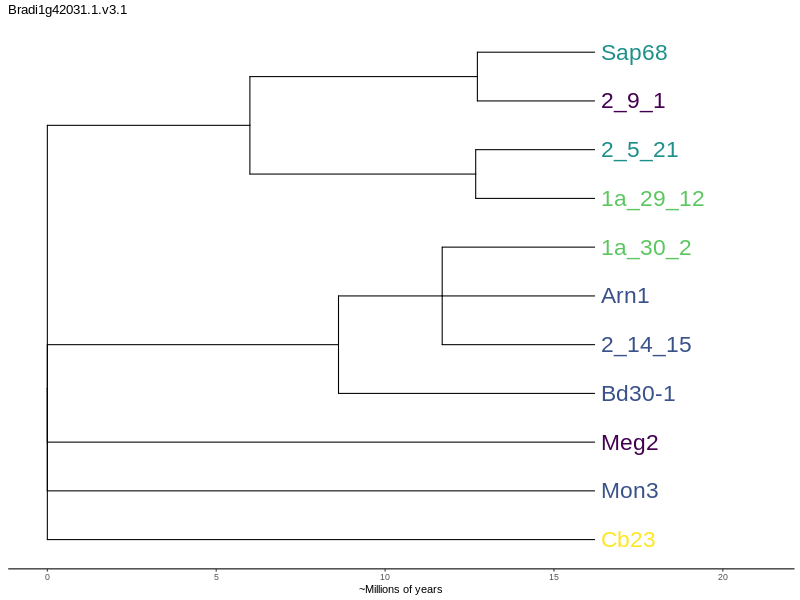 Bradi1g42031.1.v3.1
Sap68
2_9_1
2_5_21
1a_29_12
1a_30_2
Arn1
2_14_15
Bd30-1
Meg2
Mon3
Cb23
0 5 10 15 20
~Millions of years